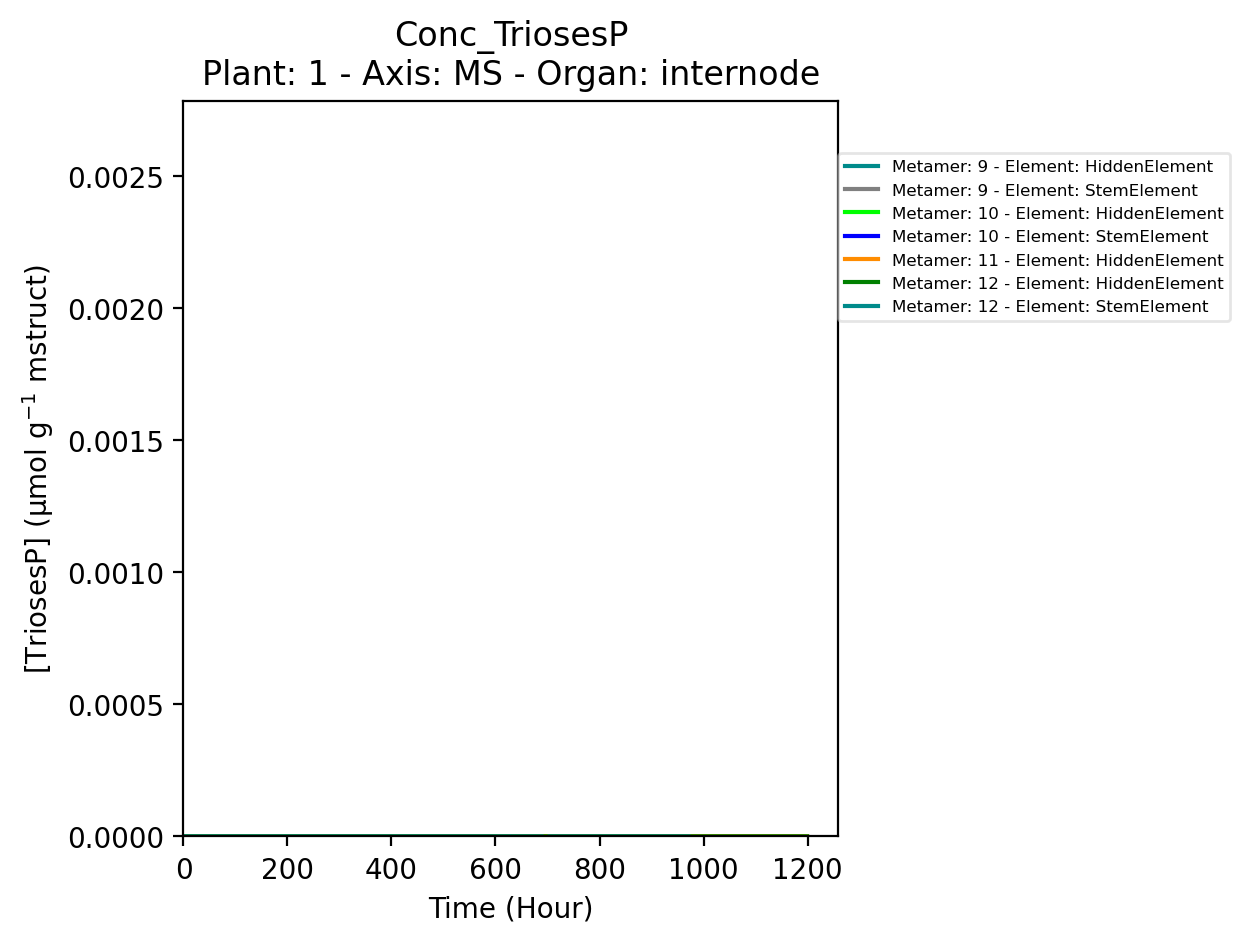 Conc_TriosesP
Plant: 1 - Axis: MS - Organ: internode
[TriosesP] (µmol g⁻¹ mstruct)
0.0025
0.0020
0.0015
0.0010
0.0005
0.0000
0 200 400 600 800 1000 1200
Time (Hour)
Metamer: 9 - Element: HiddenElement
Metamer: 9 - Element: StemElement
Metamer: 10 - Element: HiddenElement
Metamer: 10 - Element: StemElement
Metamer: 11 - Element: HiddenElement
Metamer: 12 - Element: HiddenElement
Metamer: 12 - Element: StemElement